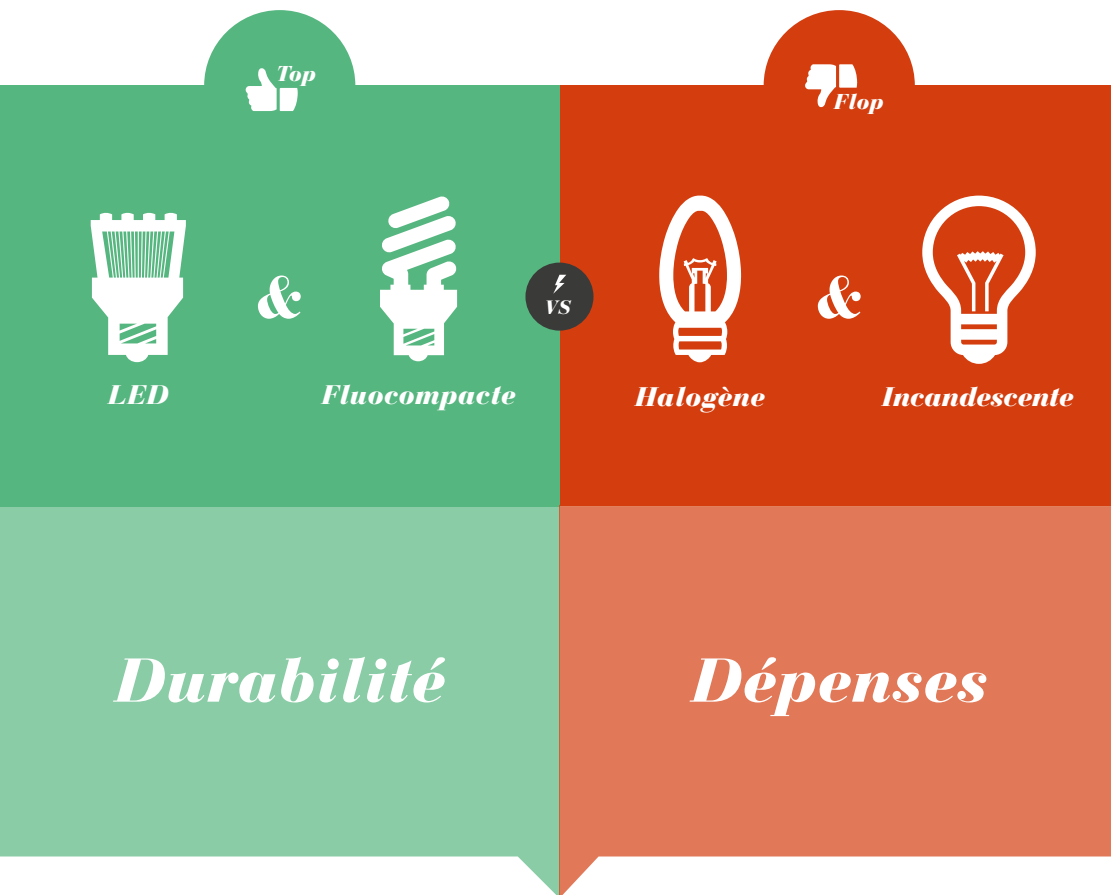 Top
Flop
LED
&
Fluocompacte
VS
Halogène
&
Incandescente
Durabilité
Dépenses